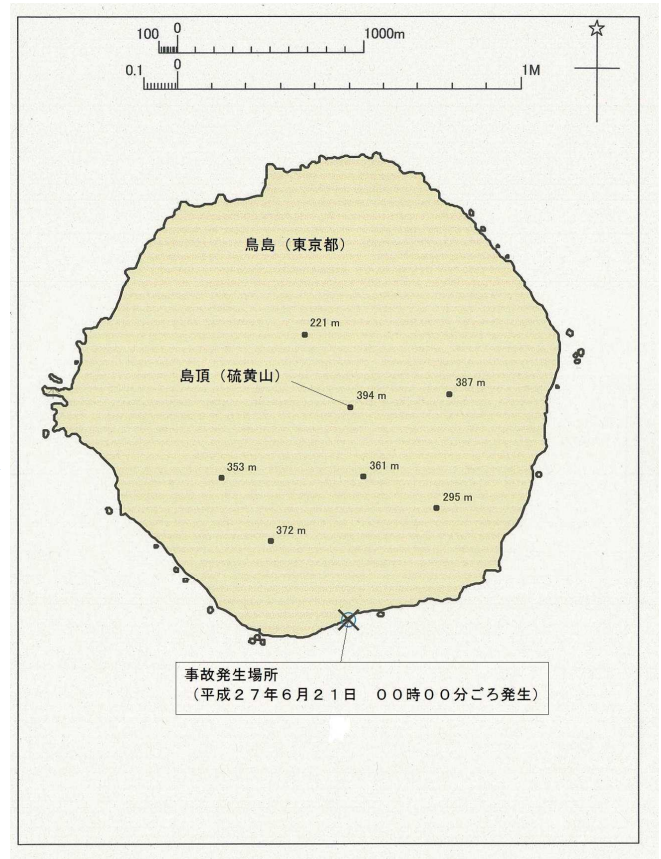 100 0 1000m
0.1 0 1M
鳥島（東京都）
221 m
島頂（硫黄山）
394 m
387 m
353 m
361 m
295 m
372 m
事故発生場所
（平成２７年６月２１日　００時００分ごろ発生）